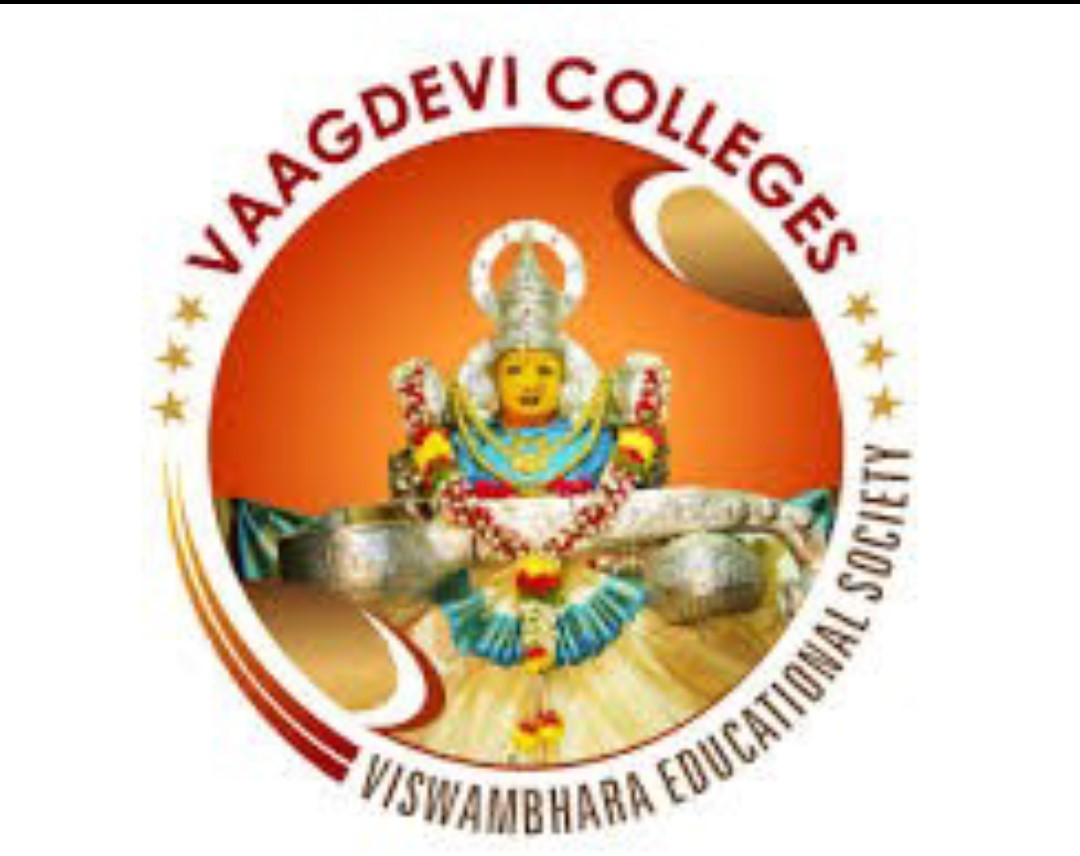 VAAGDEVI COLLEGES
VISWAMBHARA EDUCATIONAL SOCIETY